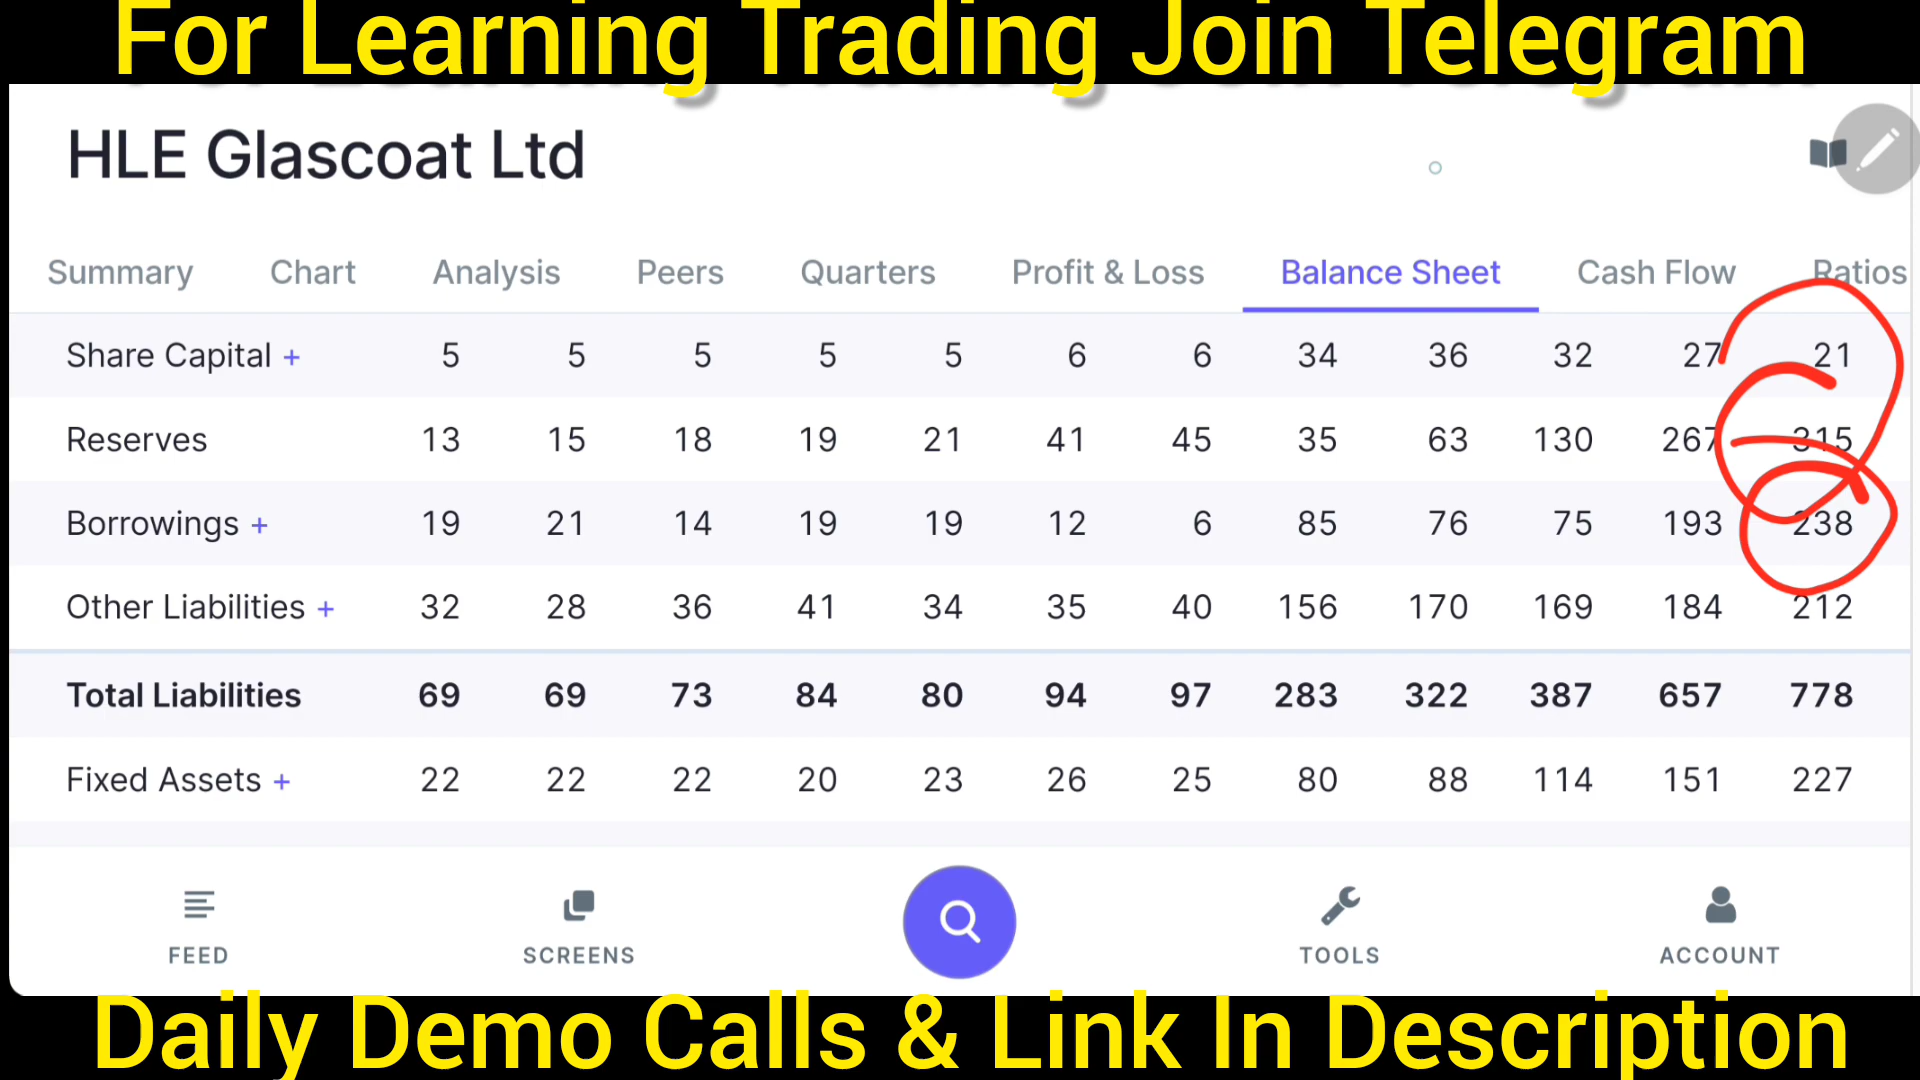 For Learning Trading Join Telegram
HLE Glascoat Ltd
Summary Chart Analysis Peers Quarters Profit & Loss Balance Sheet Cash Flow Ratios
Share Capital + 5 5 5 5 5 6 6 34 36 32 27 21
Reserves 13 15 18 19 21 41 45 35 63 130 267 315
Borrowings + 19 21 14 19 19 12 6 85 76 75 193 238
Other Liabilities + 32 28 36 41 34 35 40 156 170 169 184 212
Total Liabilities 69 69 73 84 80 94 97 283 322 387 657 778
Fixed Assets + 22 22 22 20 23 26 25 80 88 114 151 227
FEED SCREENS TOOLS ACCOUNT
Daily Demo Calls & Link In Description